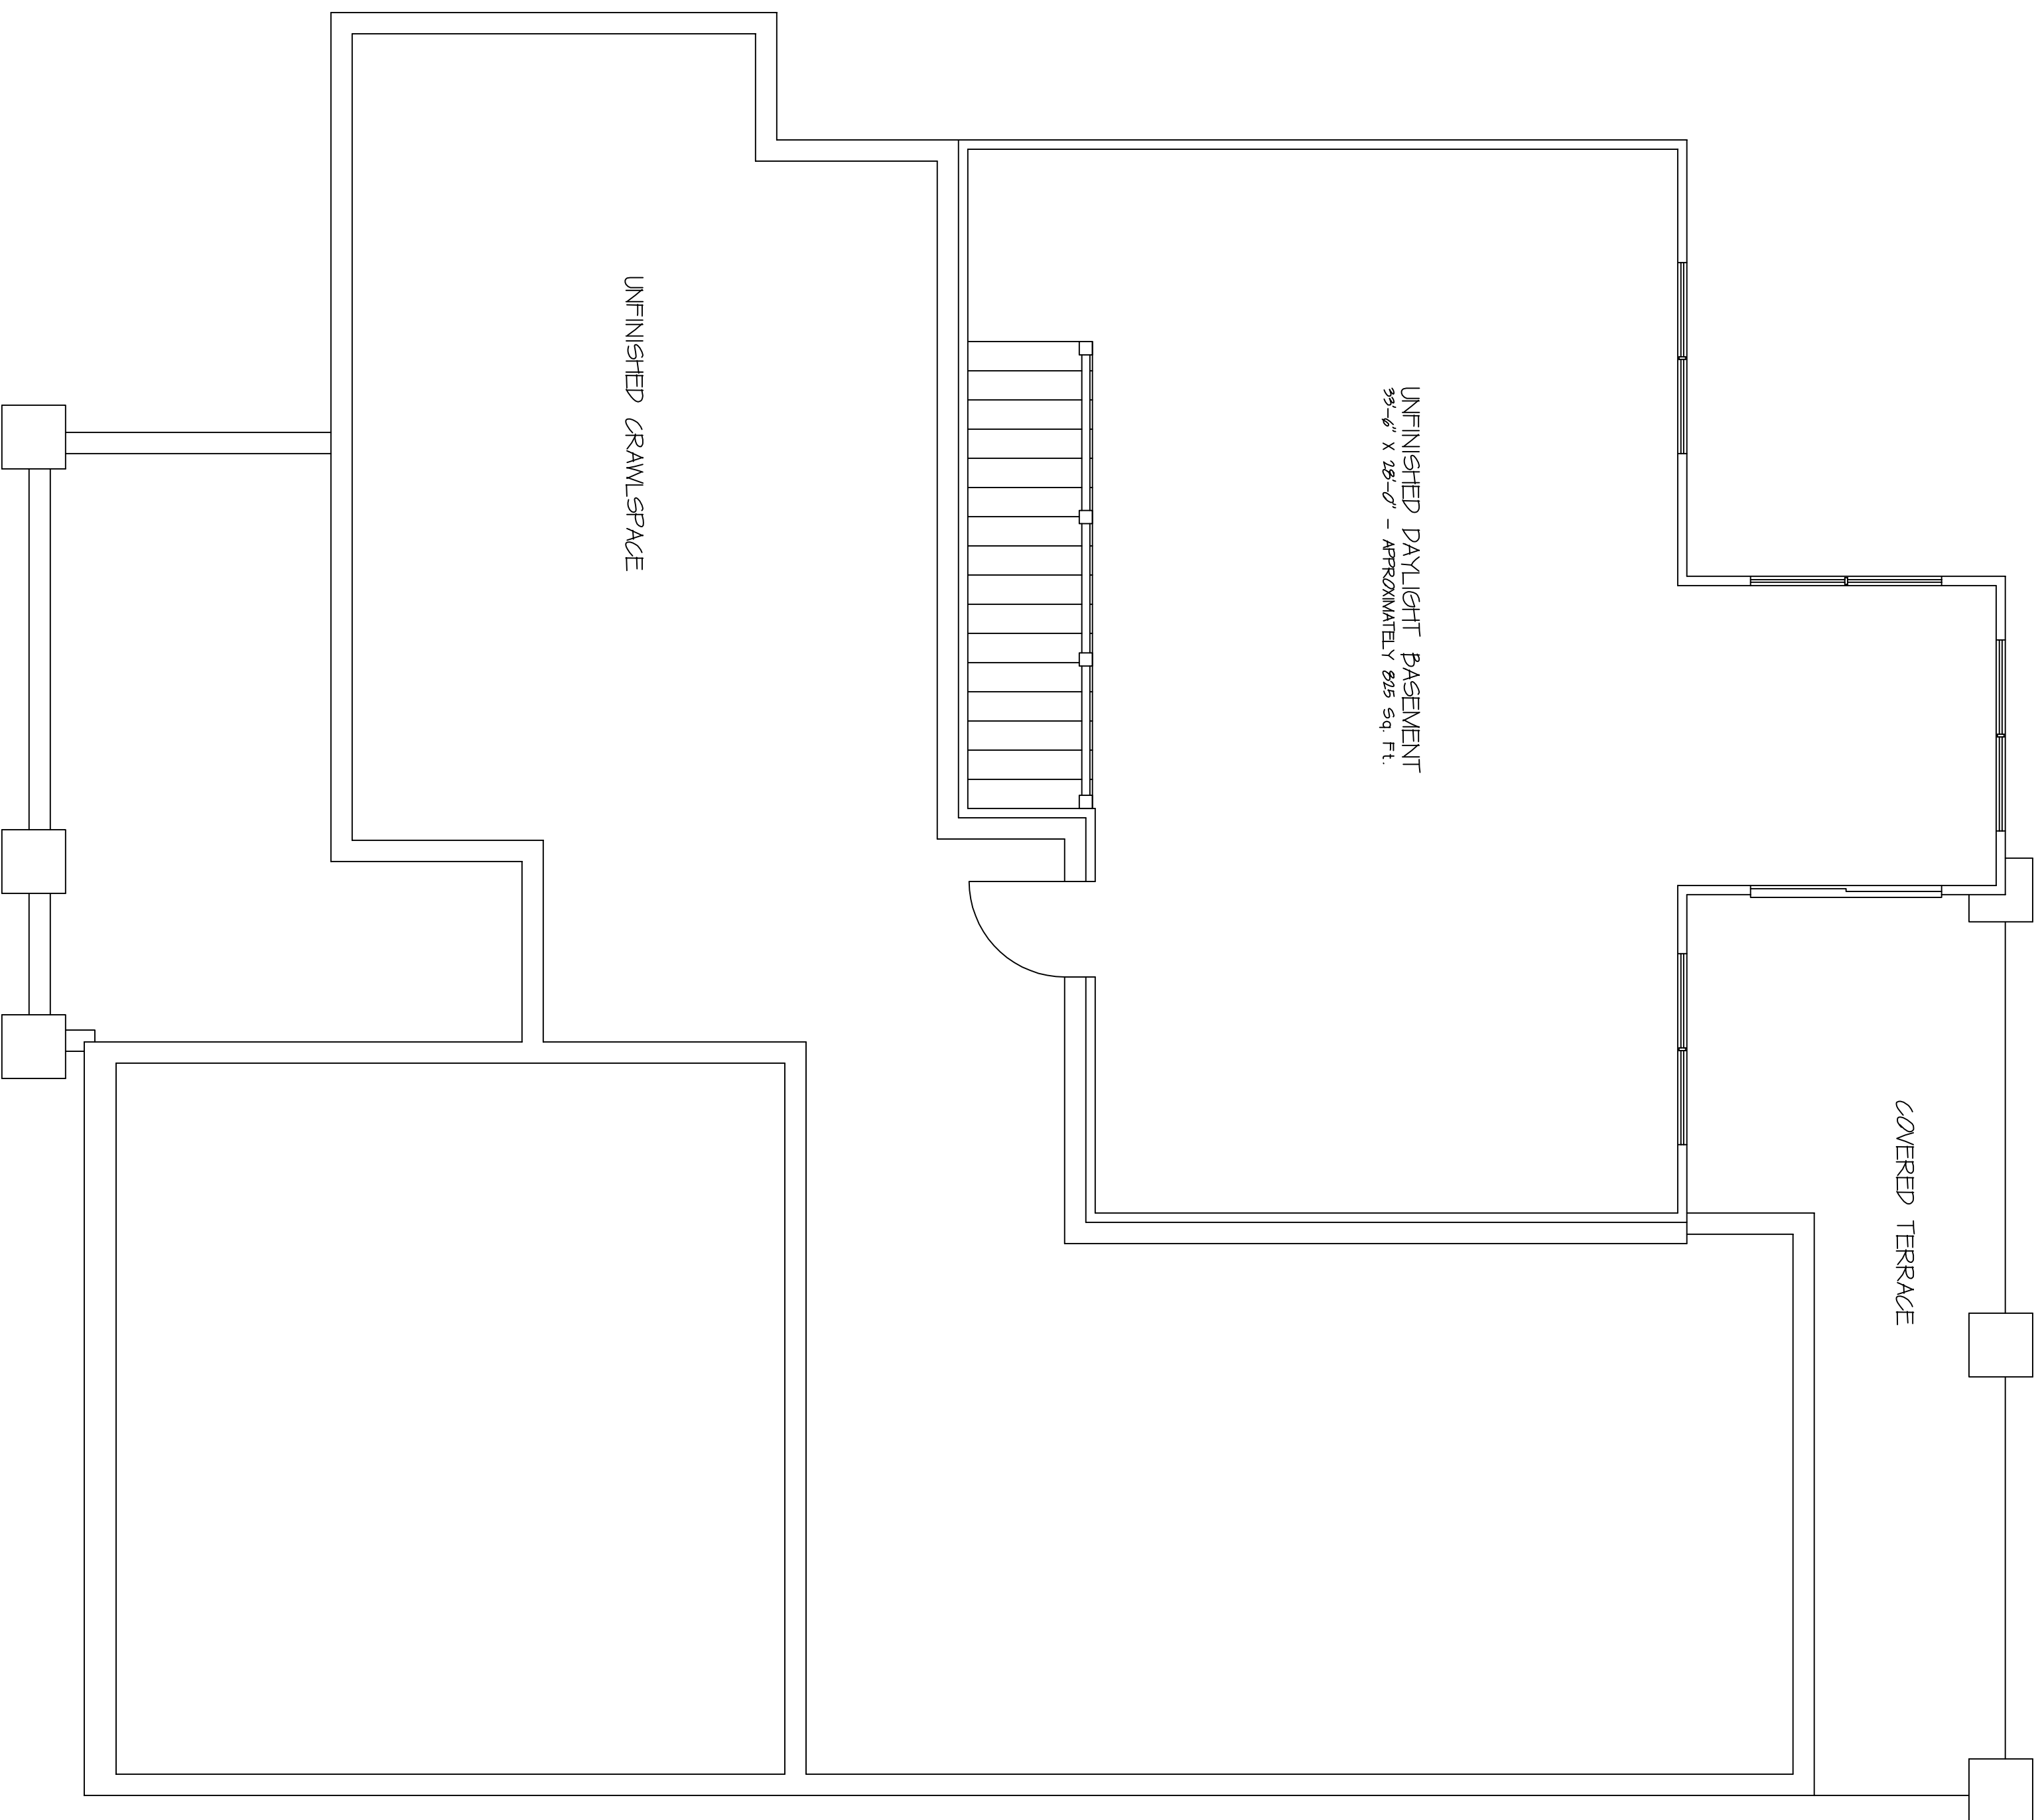 UNFINISHED CRAWLSPACE
UNFINISHED DAYLIGHT BASEMENT
33'-6" X 28'-0" - APPROXIMATELY 825 Sq. Ft.
COVERED TERRACE